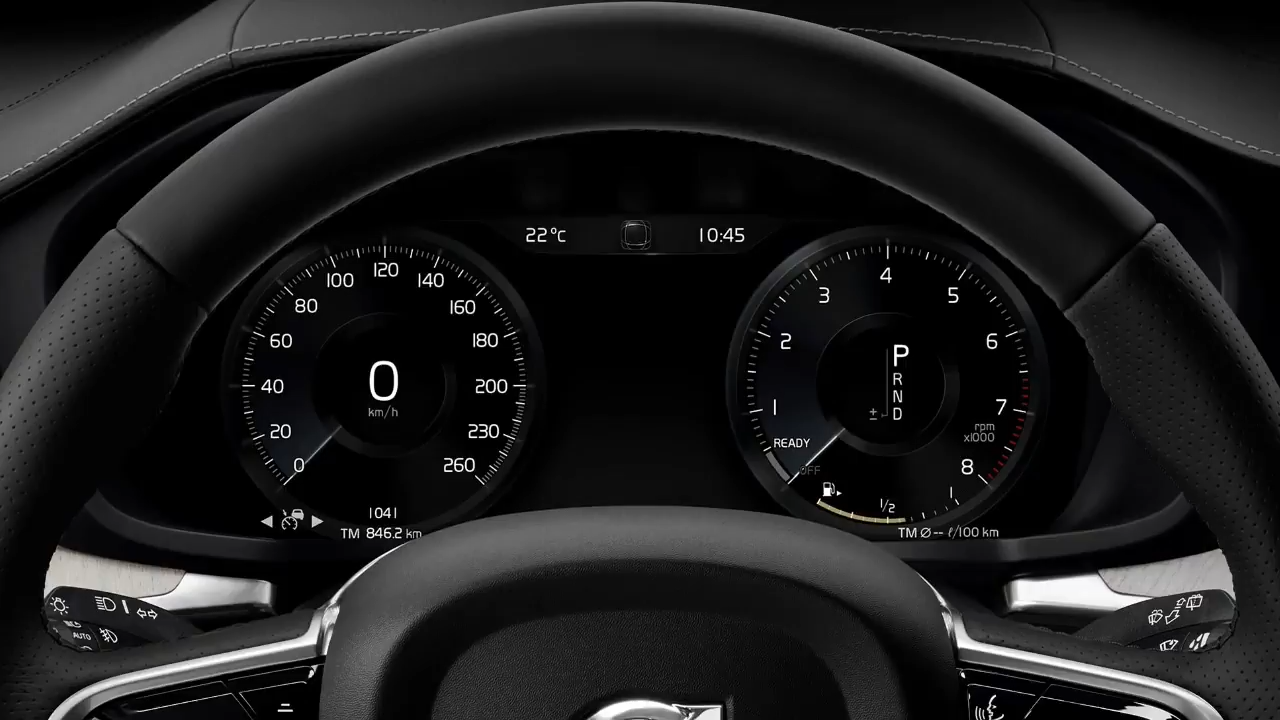 22°C
10:45
0
20
40
60
80
100
120
140
160
180
200
230
260
0
km/h
1041
TM 846.2 km
1
2
3
4
5
6
7
8
rpm
x1000
P
R
N
D
+
−
READY
OFF
1/2
1
TM Ø -- ℓ/100 km
AUTO